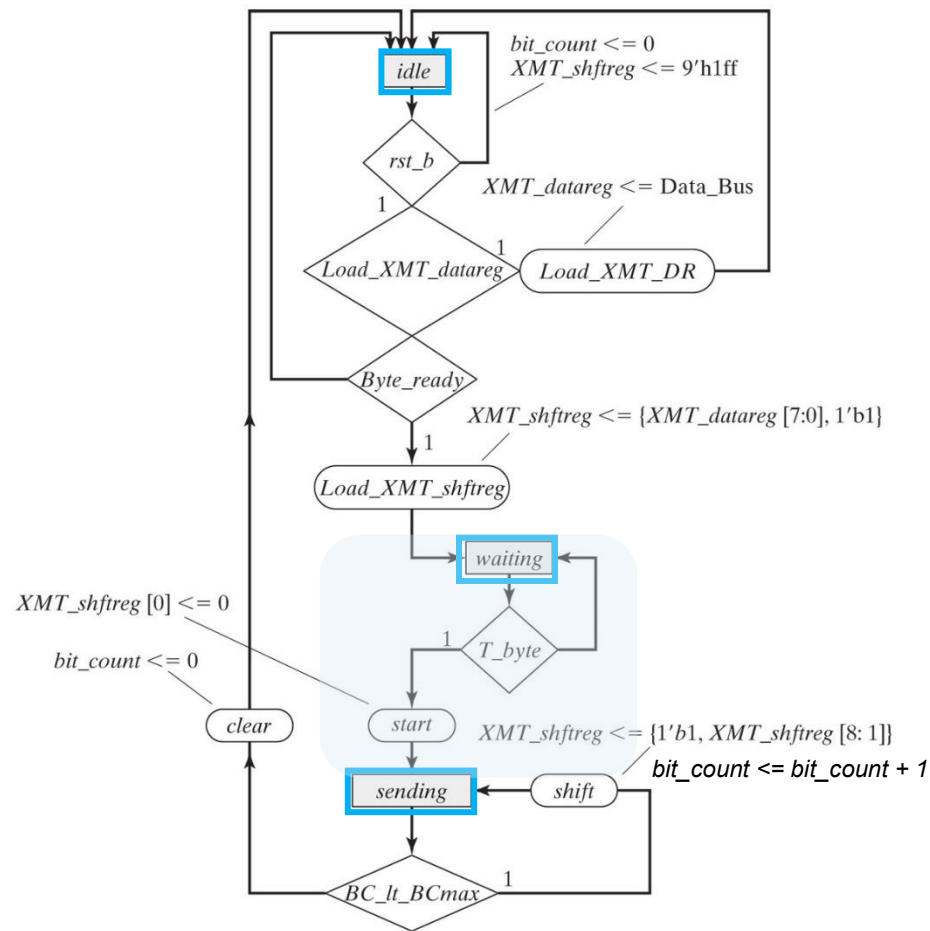 bit_count <= 0
XMT_shftreg <= 9'h1ff
idle
rst_b
XMT_datareg <= Data_Bus
1
1
Load_XMT_datareg
Load_XMT_DR
Byte_ready
XMT_shftreg <= {XMT_datareg [7:0], 1'b1}
1
Load_XMT_shftreg
waiting
XMT_shftreg [0] <= 0
1
T_byte
bit_count <= 0
clear
start
XMT_shftreg <= {1'b1, XMT_shftreg [8: 1]}
bit_count <= bit_count + 1
sending
shift
BC_lt_BCmax
1